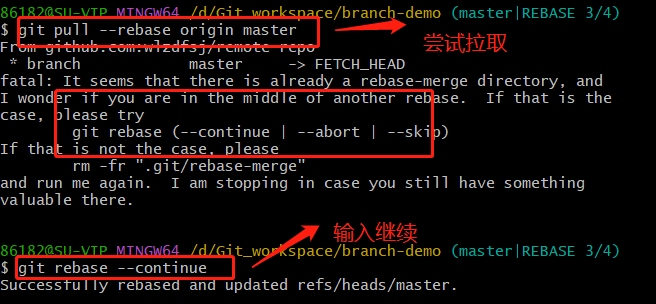 86182@SU-VIP MINGW64 /d/Git_workspace/branch-demo (master|REBASE 3/4)
$ git pull --rebase origin master
尝试拉取
From github.com:wlzdfsj/remote-repo
 * branch            master     -> FETCH_HEAD
fatal: It seems that there is already a rebase-merge directory, and
I wonder if you are in the middle of another rebase.  If that is the
case, please try
        git rebase (--continue | --abort | --skip)
If that is not the case, please
        rm -fr ".git/rebase-merge"
and run me again.  I am stopping in case you still have something
valuable there.
输入继续
86182@SU-VIP MINGW64 /d/Git_workspace/branch-demo (master|REBASE 3/4)
$ git rebase --continue
Successfully rebased and updated refs/heads/master.